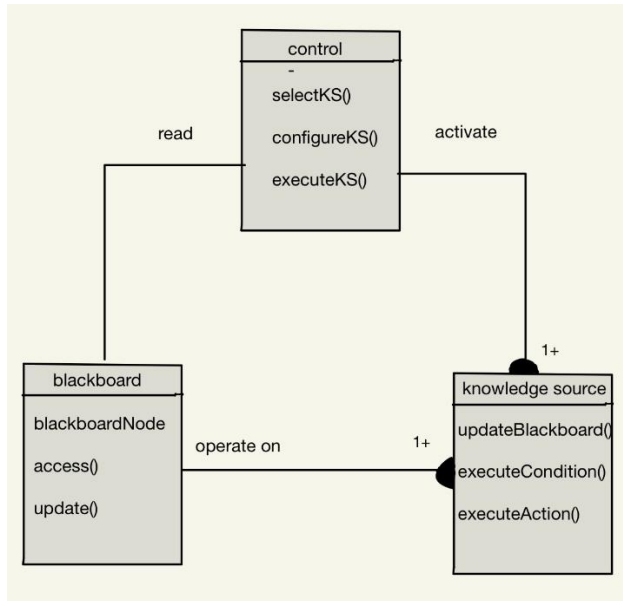 control
-
selectKS()
configureKS()
executeKS()
read
activate
1+
blackboard
blackboardNode
access()
update()
operate on
1+
knowledge source
updateBlackboard()
executeCondition()
executeAction()